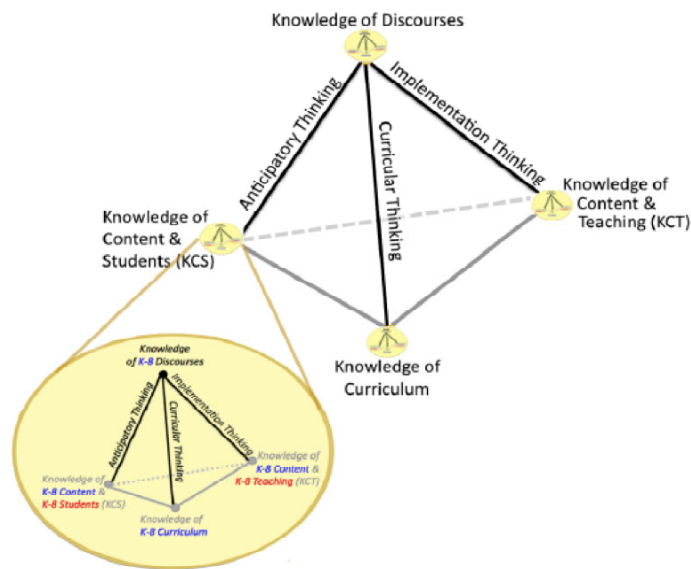 Knowledge of Discourses
Anticipatory Thinking
Implementation Thinking
Curricular Thinking
Knowledge of
Content &
Students (KCS)
Knowledge of
Content &
Teaching (KCT)
Knowledge of
Curriculum
Knowledge
of K-8 Discourses
Anticipatory Thinking
Implementation Thinking
Curricular Thinking
Knowledge of
K-8 Content &
K-8 Students (KCS)
Knowledge of
K-8 Content &
K-8 Teaching (KCT)
Knowledge of
K-8 Curriculum